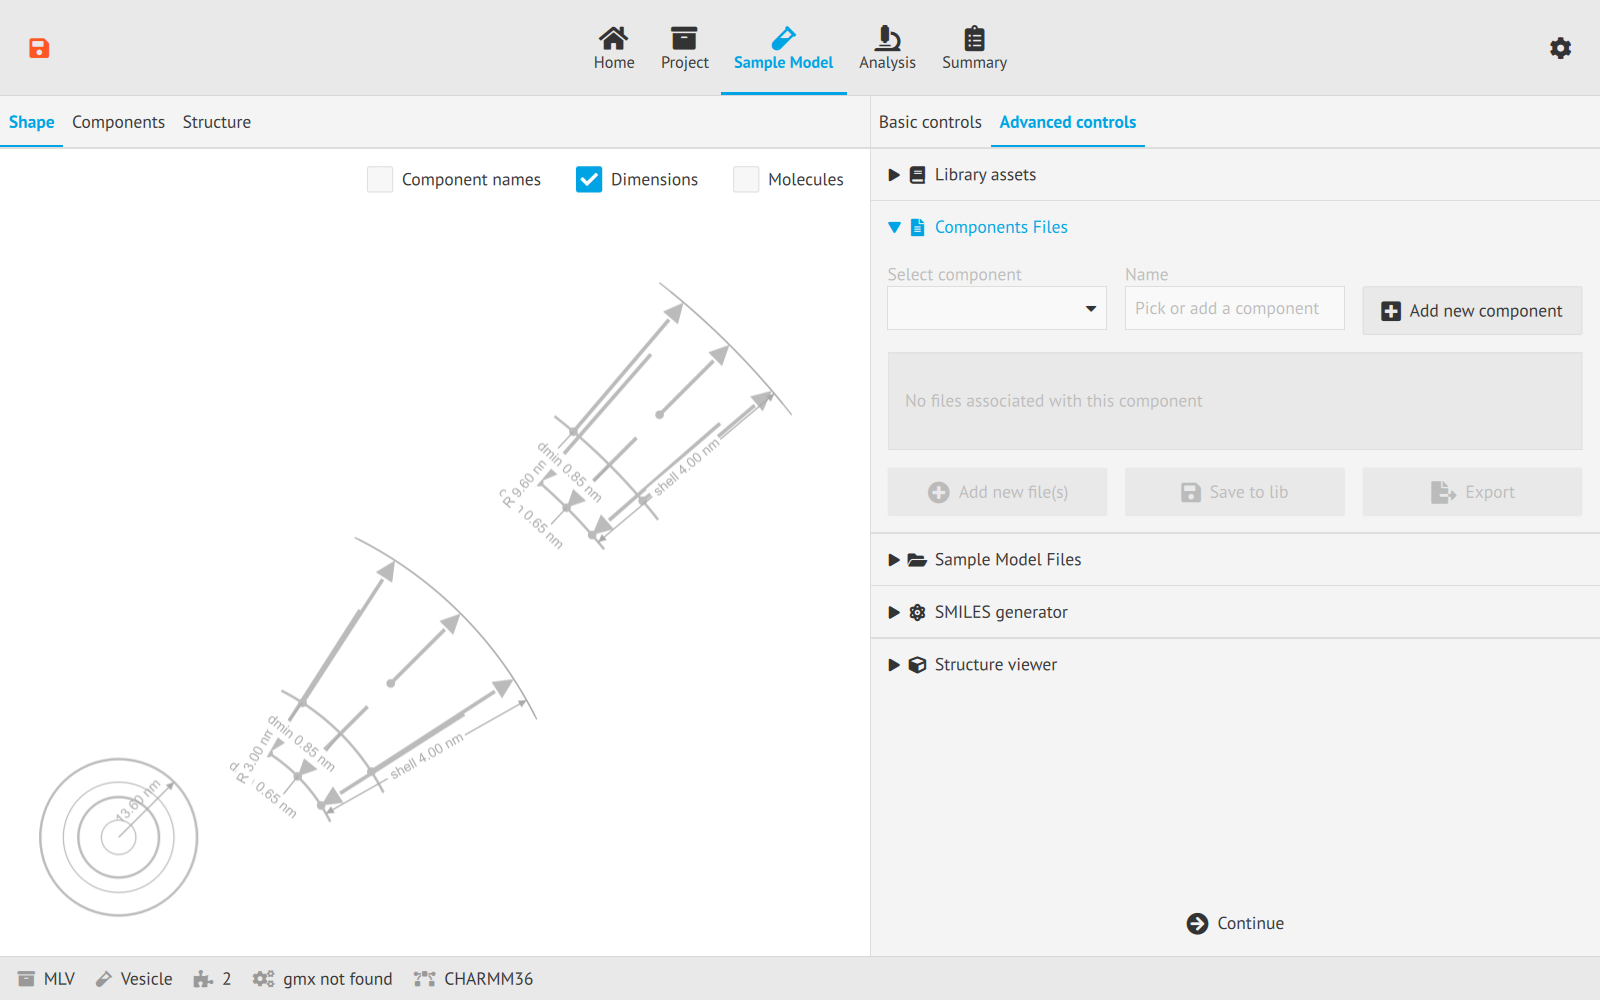 Home
Project
Sample Model
Analysis
Summary
Shape
Components
Structure
Basic controls
Advanced controls
Component names
Dimensions
Molecules
Library assets
Components Files
Select component
Name
Pick or add a component
Add new component
No files associated with this component
Add new file(s)
Save to lib
Export
Sample Model Files
SMILES generator
Structure viewer
Continue
dmin 0.85 nm
R 9.60 nm
0.65 nm
shell 4.00 nm
dmin 0.85 nm
R 3.00 nm
0.65 nm
shell 4.00 nm
13.60 nm
MLV
Vesicle
2
gmx not found
CHARMM36